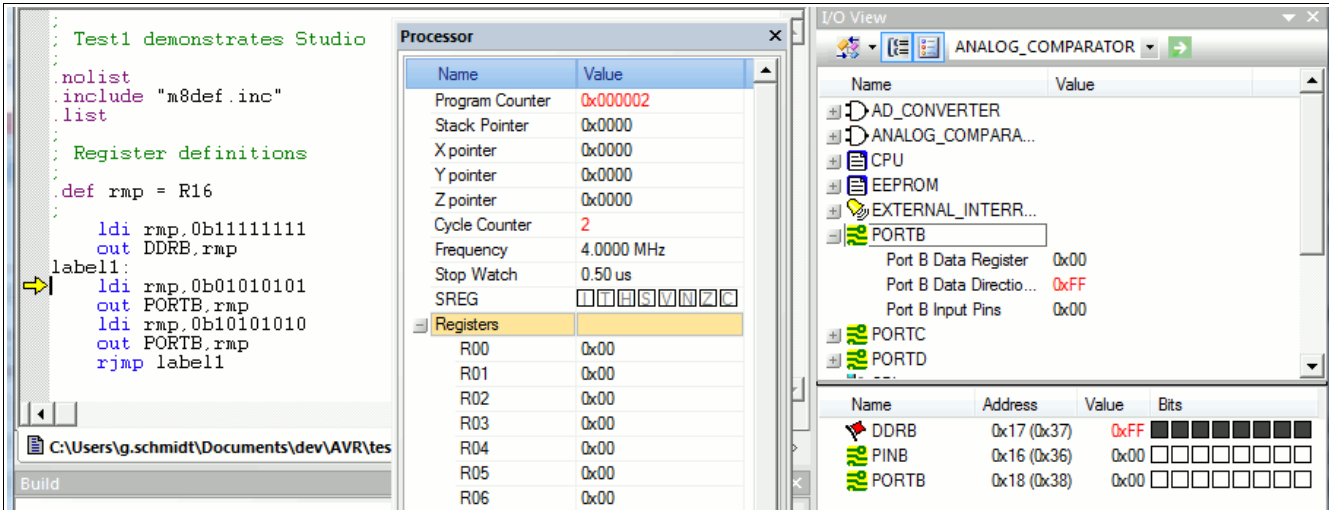 ;
; Test1 demonstrates Studio
;
.nolist
.include "m8def.inc"
.list
;
; Register definitions
;
.def rmp = R16
;
ldi rmp,0b11111111
out DDRB,rmp
label1:
ldi rmp,0b01010101
out PORTB,rmp
ldi rmp,0b10101010
out PORTB,rmp
rjmp label1
C:\Users\g.schmidt\Documents\dev\AVR\tes
Build
Processor
Name Value
Program Counter 0x000002
Stack Pointer 0x0000
X pointer 0x0000
Y pointer 0x0000
Z pointer 0x0000
Cycle Counter 2
Frequency 4.0000 MHz
Stop Watch 0.50 us
SREG I T H S V N Z C
Registers
R00 0x00
R01 0x00
R02 0x00
R03 0x00
R04 0x00
R05 0x00
R06 0x00
I/O View
ANALOG_COMPARATOR
Name Value
AD_CONVERTER
ANALOG_COMPARA...
CPU
EEPROM
EXTERNAL_INTERR...
PORTB
Port B Data Register 0x00
Port B Data Directio... 0xFF
Port B Input Pins 0x00
PORTC
PORTD
Name Address Value Bits
DDRB 0x17 (0x37) 0xFF
PINB 0x16 (0x36) 0x00
PORTB 0x18 (0x38) 0x00